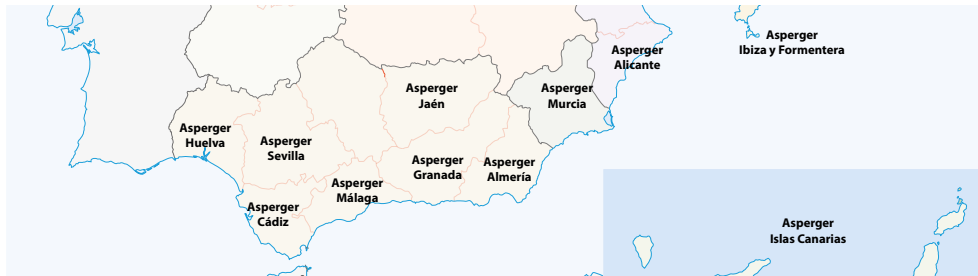 Asperger
Ibiza y Formentera
Asperger
Alicante
Asperger
Jaén
Asperger
Murcia
Asperger
Huelva
Asperger
Sevilla
Asperger
Granada
Asperger
Almería
Asperger
Málaga
Asperger
Cádiz
Asperger
Islas Canarias